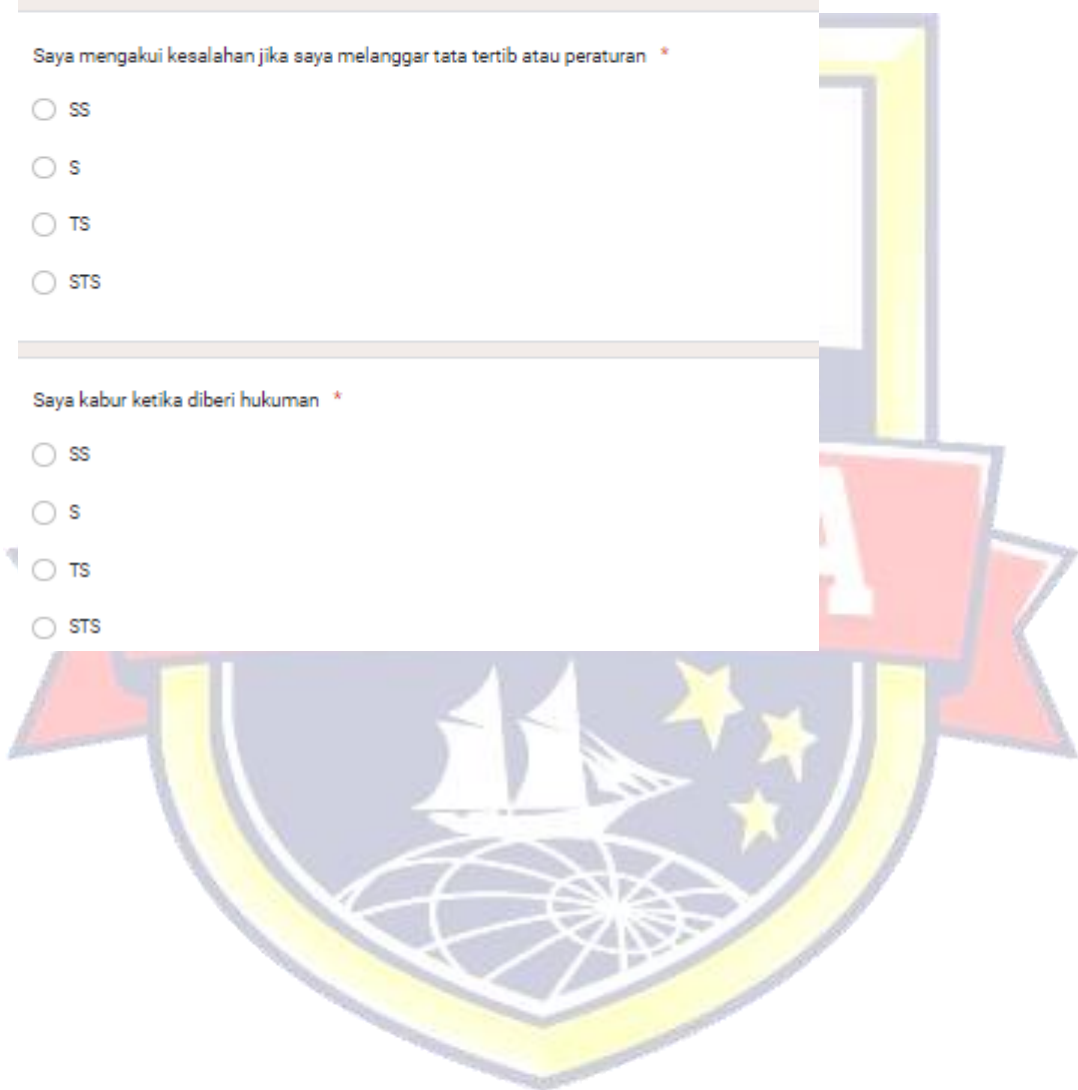 Saya mengakui kesalahan jika saya melanggar tata tertib atau peraturan *
SS
S
TS
STS
Saya kabur ketika diberi hukuman *
SS
S
TS
STS
A